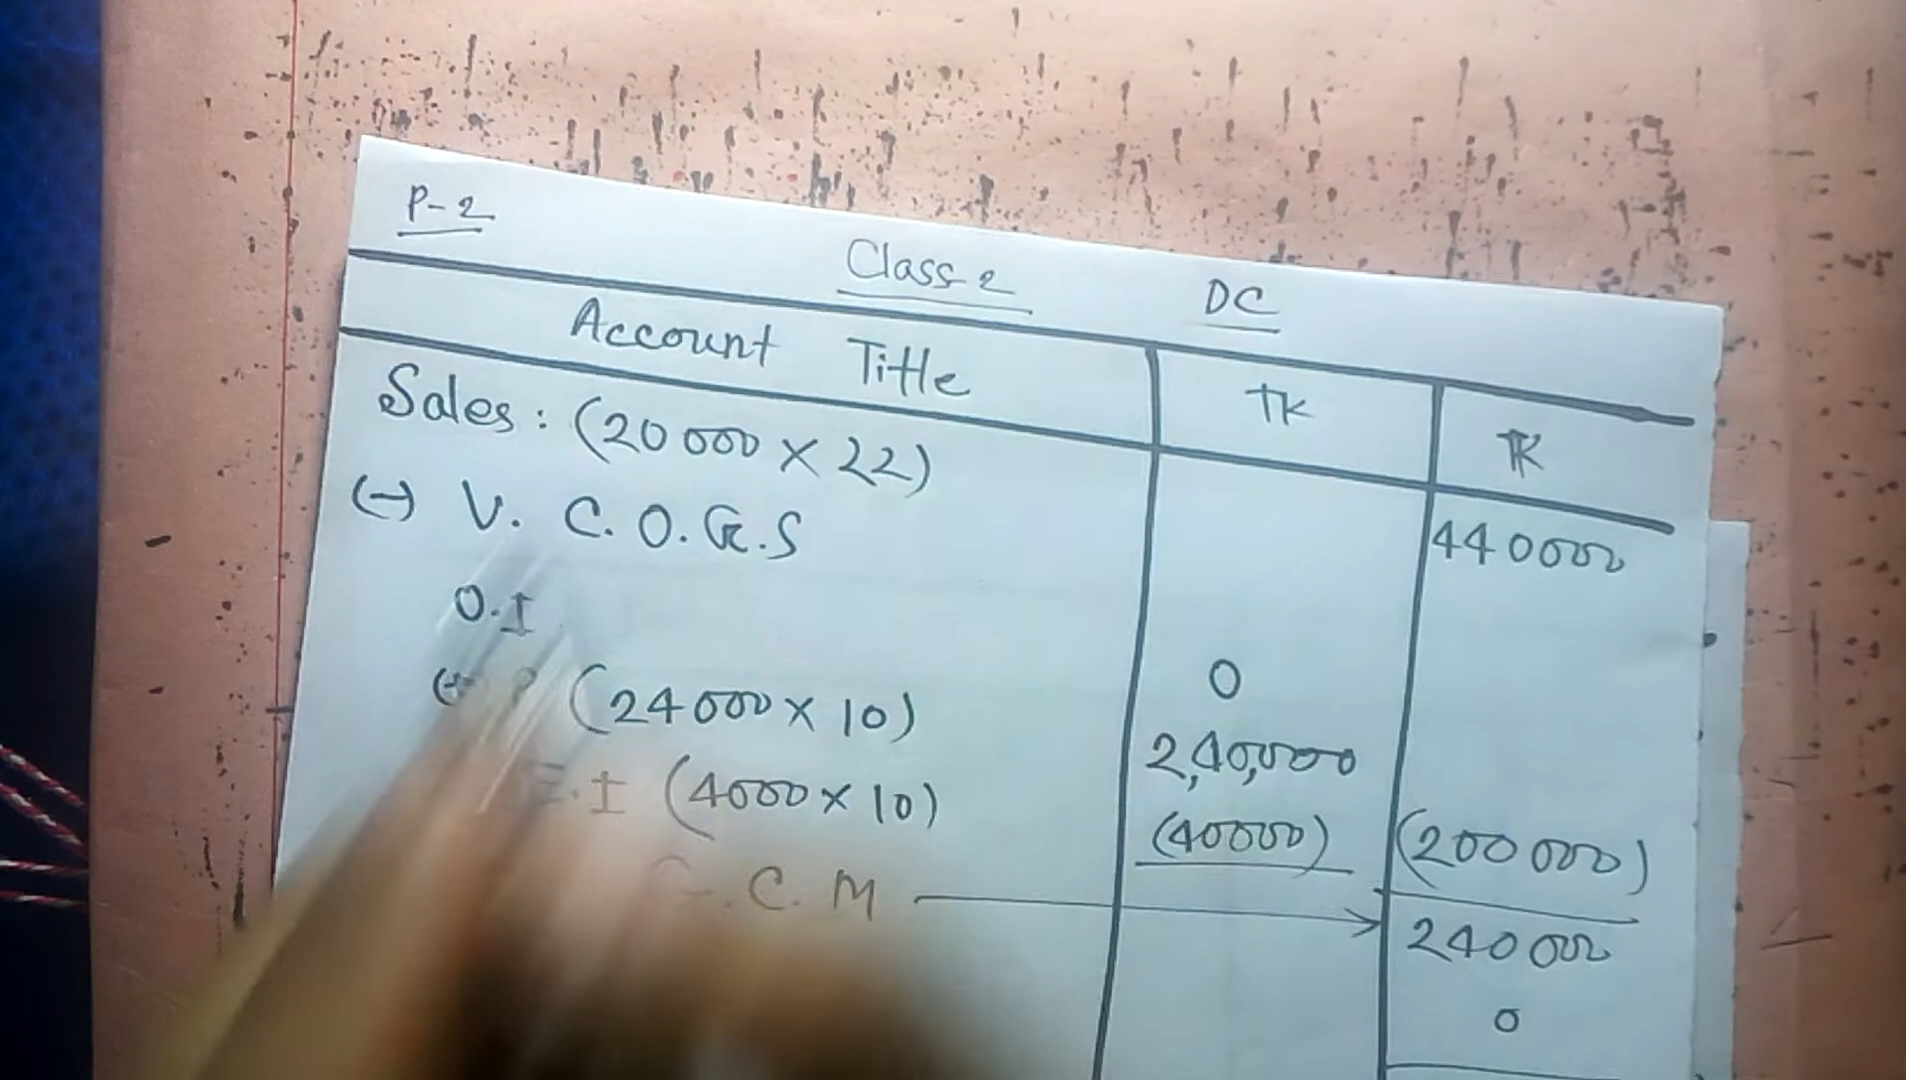 P-2
Class-2 DC
Account Title TK TK
Sales: (20000 × 22) 440000
(-) V. C. O. G. S
O.I 0
(24000 × 10) 2,40,000
E.I (4000 × 10) (40000) (200000)
C. M 240000
0